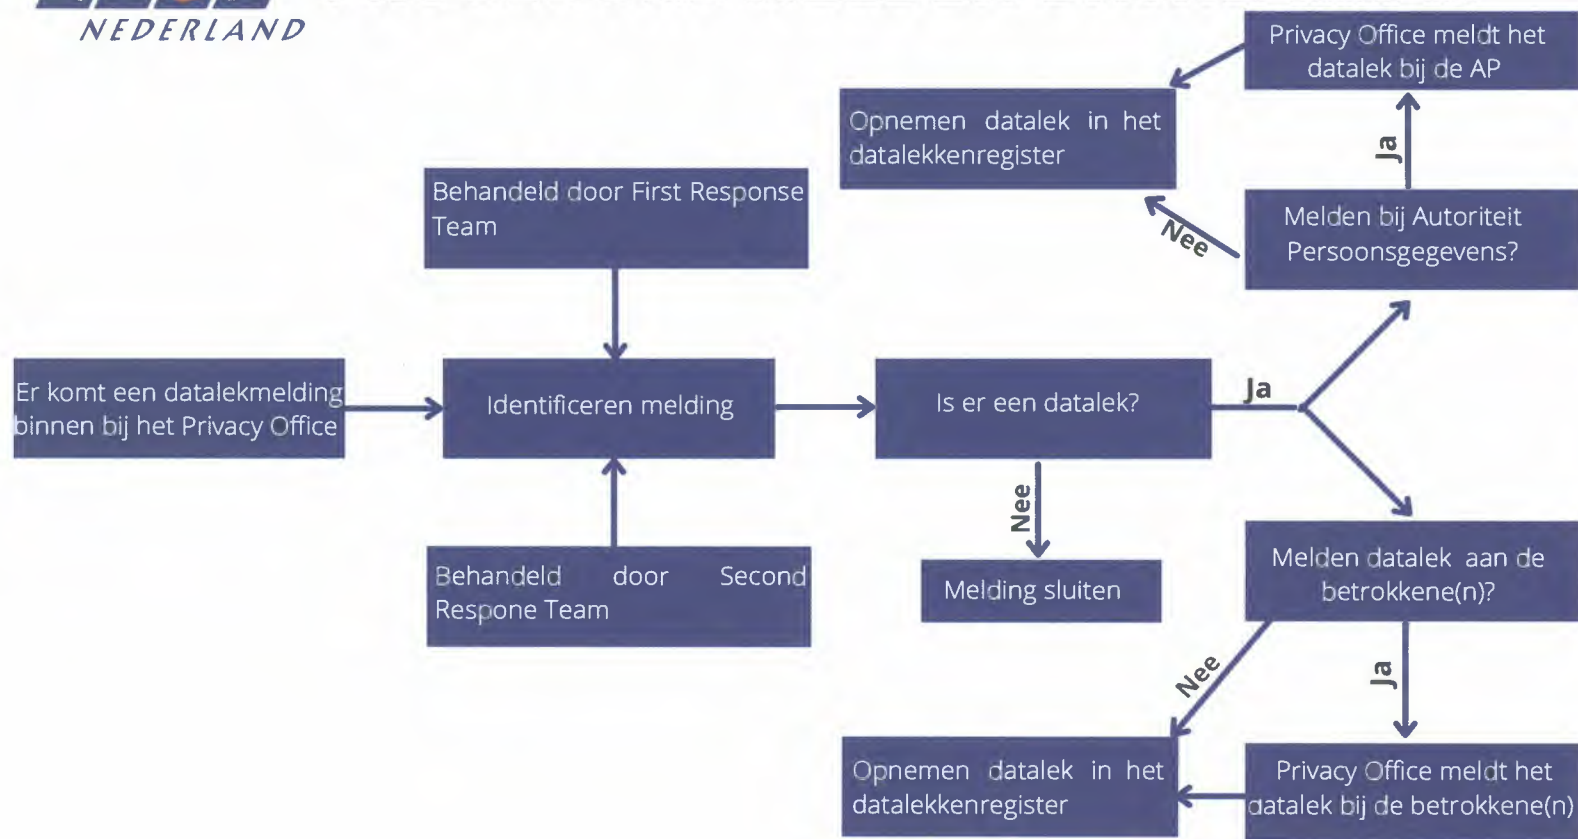 NEDERLAND
Privacy Office meldt het
datalek bij de AP
Opnemen datalek in het
datalekkenregister
Ja
Behandeld door First Response
Team
Melden bij Autoriteit
Persoonsgegevens?
Nee
Er komt een datalekmelding
binnen bij het Privacy Office
Identificeren melding
Is er een datalek?
Ja
Nee
Behandeld door Second
Respone Team
Melding sluiten
Melden datalek aan de
betrokkene(n)?
Nee
Ja
Opnemen datalek in het
datalekkenregister
Privacy Office meldt het
datalek bij de betrokkene(n)